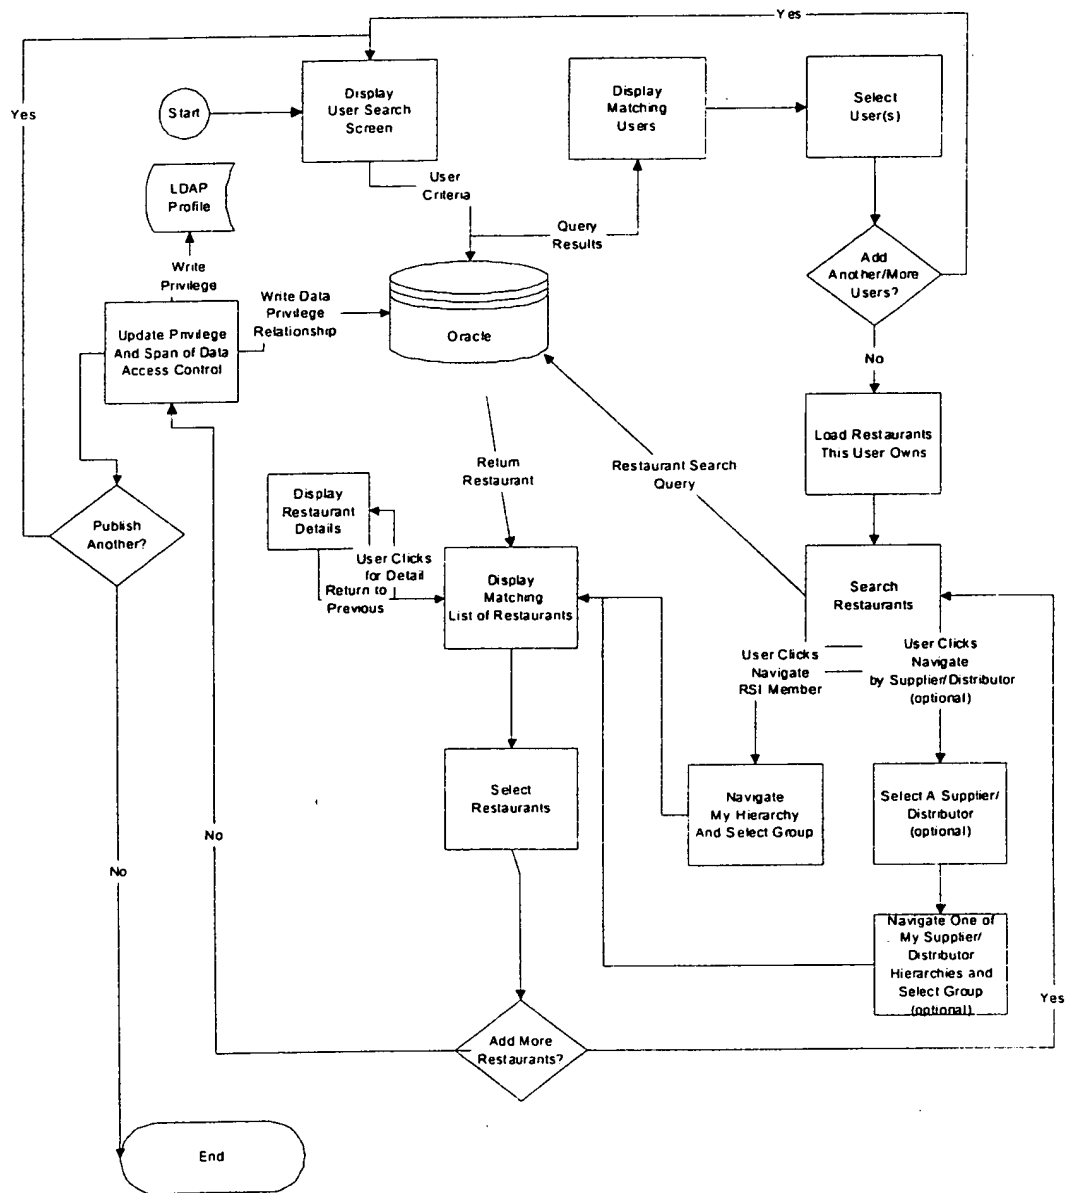 Yes
Yes
Start
Display
User Search
Screen
Display
Matching
Users
Select
User(s)
LDAP
Profile
User
Criteria
Query
Results
Write
Privilege
Add
Another/More
Users?
Write Data
Privilege
Relationship
Oracle
Update Privilege
And Span of Data
Access Control
No
Load Restaurants
This User Owns
Return
Restaurant
Restaurant Search
Query
Display
Restaurant
Details
Publish
Another?
User Clicks
for Detail
Return to
Previous
Display
Matching
List of Restaurants
Search
Restaurants
User Clicks
Navigate
RSI Member
User Clicks
Navigate
by Supplier/Distributor
(optional)
Select
Restaurants
Navigate
My Hierarchy
And Select Group
Select A Supplier/
Distributor
(optional)
No
No
Navigate One of
My Supplier/
Distributor
Hierarchies and
Select Group
(optional)
Yes
Add More
Restaurants?
End